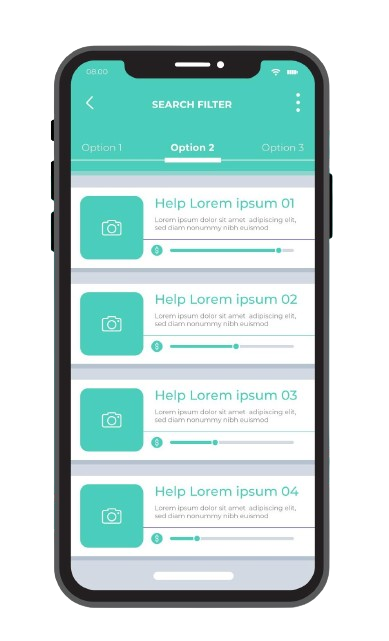 08:00
SEARCH FILTER
Option 1 Option 2 Option 3
Help Lorem ipsum 01
Lorem ipsum dolor sit amet adipiscing elit,
sed diam nonummy nibh euismod
Help Lorem ipsum 02
Lorem ipsum dolor sit amet adipiscing elit,
sed diam nonummy nibh euismod
Help Lorem ipsum 03
Lorem ipsum dolor sit amet adipiscing elit,
sed diam nonummy nibh euismod
Help Lorem ipsum 04
Lorem ipsum dolor sit amet adipiscing elit,
sed diam nonummy nibh euismod